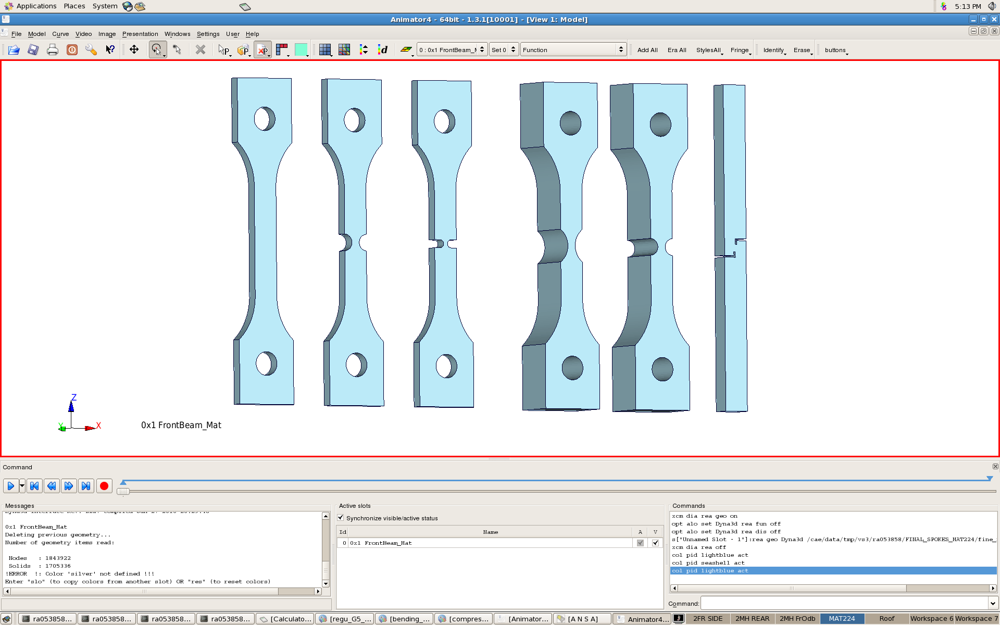 Applications Places System 5:13 PM
Animator4 - 64bit - 1.3.1[10001] - [View 1: Model]
File Model Curve Video Image Presentation Windows Settings User Help
0 : 0x1 FrontBeam_M Set 0 Function Add All Era All StylesAll Fringe Identify Erase buttons
Z
Y X
0x1 FrontBeam_Mat
Command
Messages
0x1 FrontBeam_Mat
Deleting previous geometry...
Number of geometry items read:
Nodes : 1843922
Solids : 1705336
!ERROR !: Color 'silver' not defined !!!
Enter "slo" (to copy colors from another slot) OR "res" (to reset colors)
Active slots
Synchronize visible/active status
Id Name A V
0 0x1 FrontBeam_Mat
Commands
xcm dia rea geo on
opt alo set Dyna3d rea fun off
opt alo set Dyna3d rea dis off
s["Unnamed Slot - 1"]:rea geo Dyna3d /cae/data/tmp/vs3/ra053858/FINAL_SPOKES_MAT224/fine_
xcm dia rea off
col pid lightblue act
col pid seashell act
col pid lightblue act
Command:
ra053858... ra053858... ra053858... ra053858... [Calculato... [regu_G5_... [bending_... [compres... [Animator... [A N S A] Animator4... 2FR SIDE 2MH REAR 2MH FrOdb MAT224 Roof Workspace 6 Workspace 7